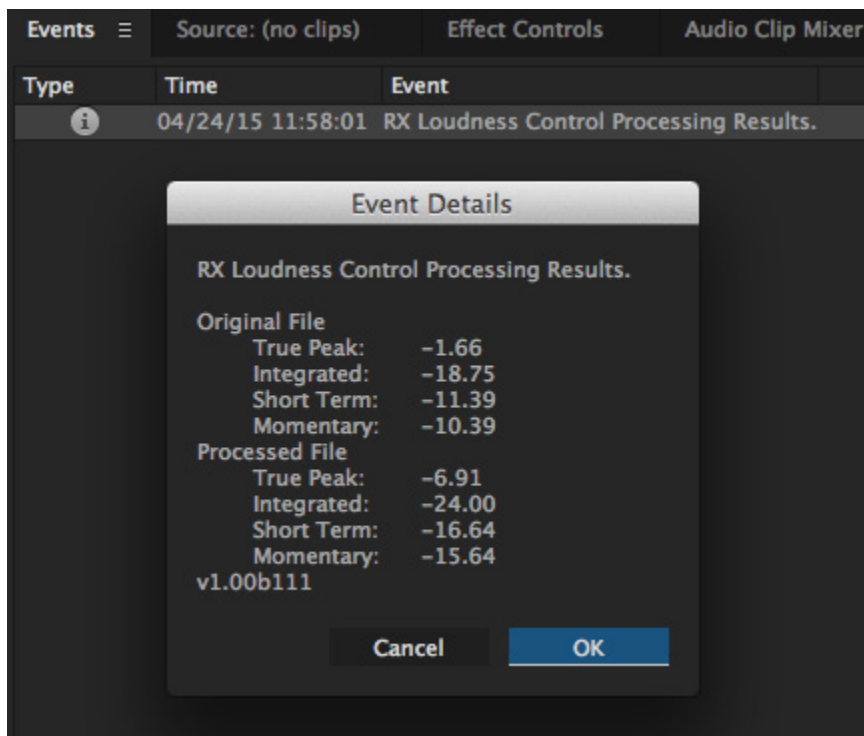 Events Source: (no clips) Effect Controls Audio Clip Mixer
Type Time Event
04/24/15 11:58:01 RX Loudness Control Processing Results.
Event Details
RX Loudness Control Processing Results.
Original File
True Peak: -1.66
Integrated: -18.75
Short Term: -11.39
Momentary: -10.39
Processed File
True Peak: -6.91
Integrated: -24.00
Short Term: -16.64
Momentary: -15.64
v1.00b111
Cancel OK